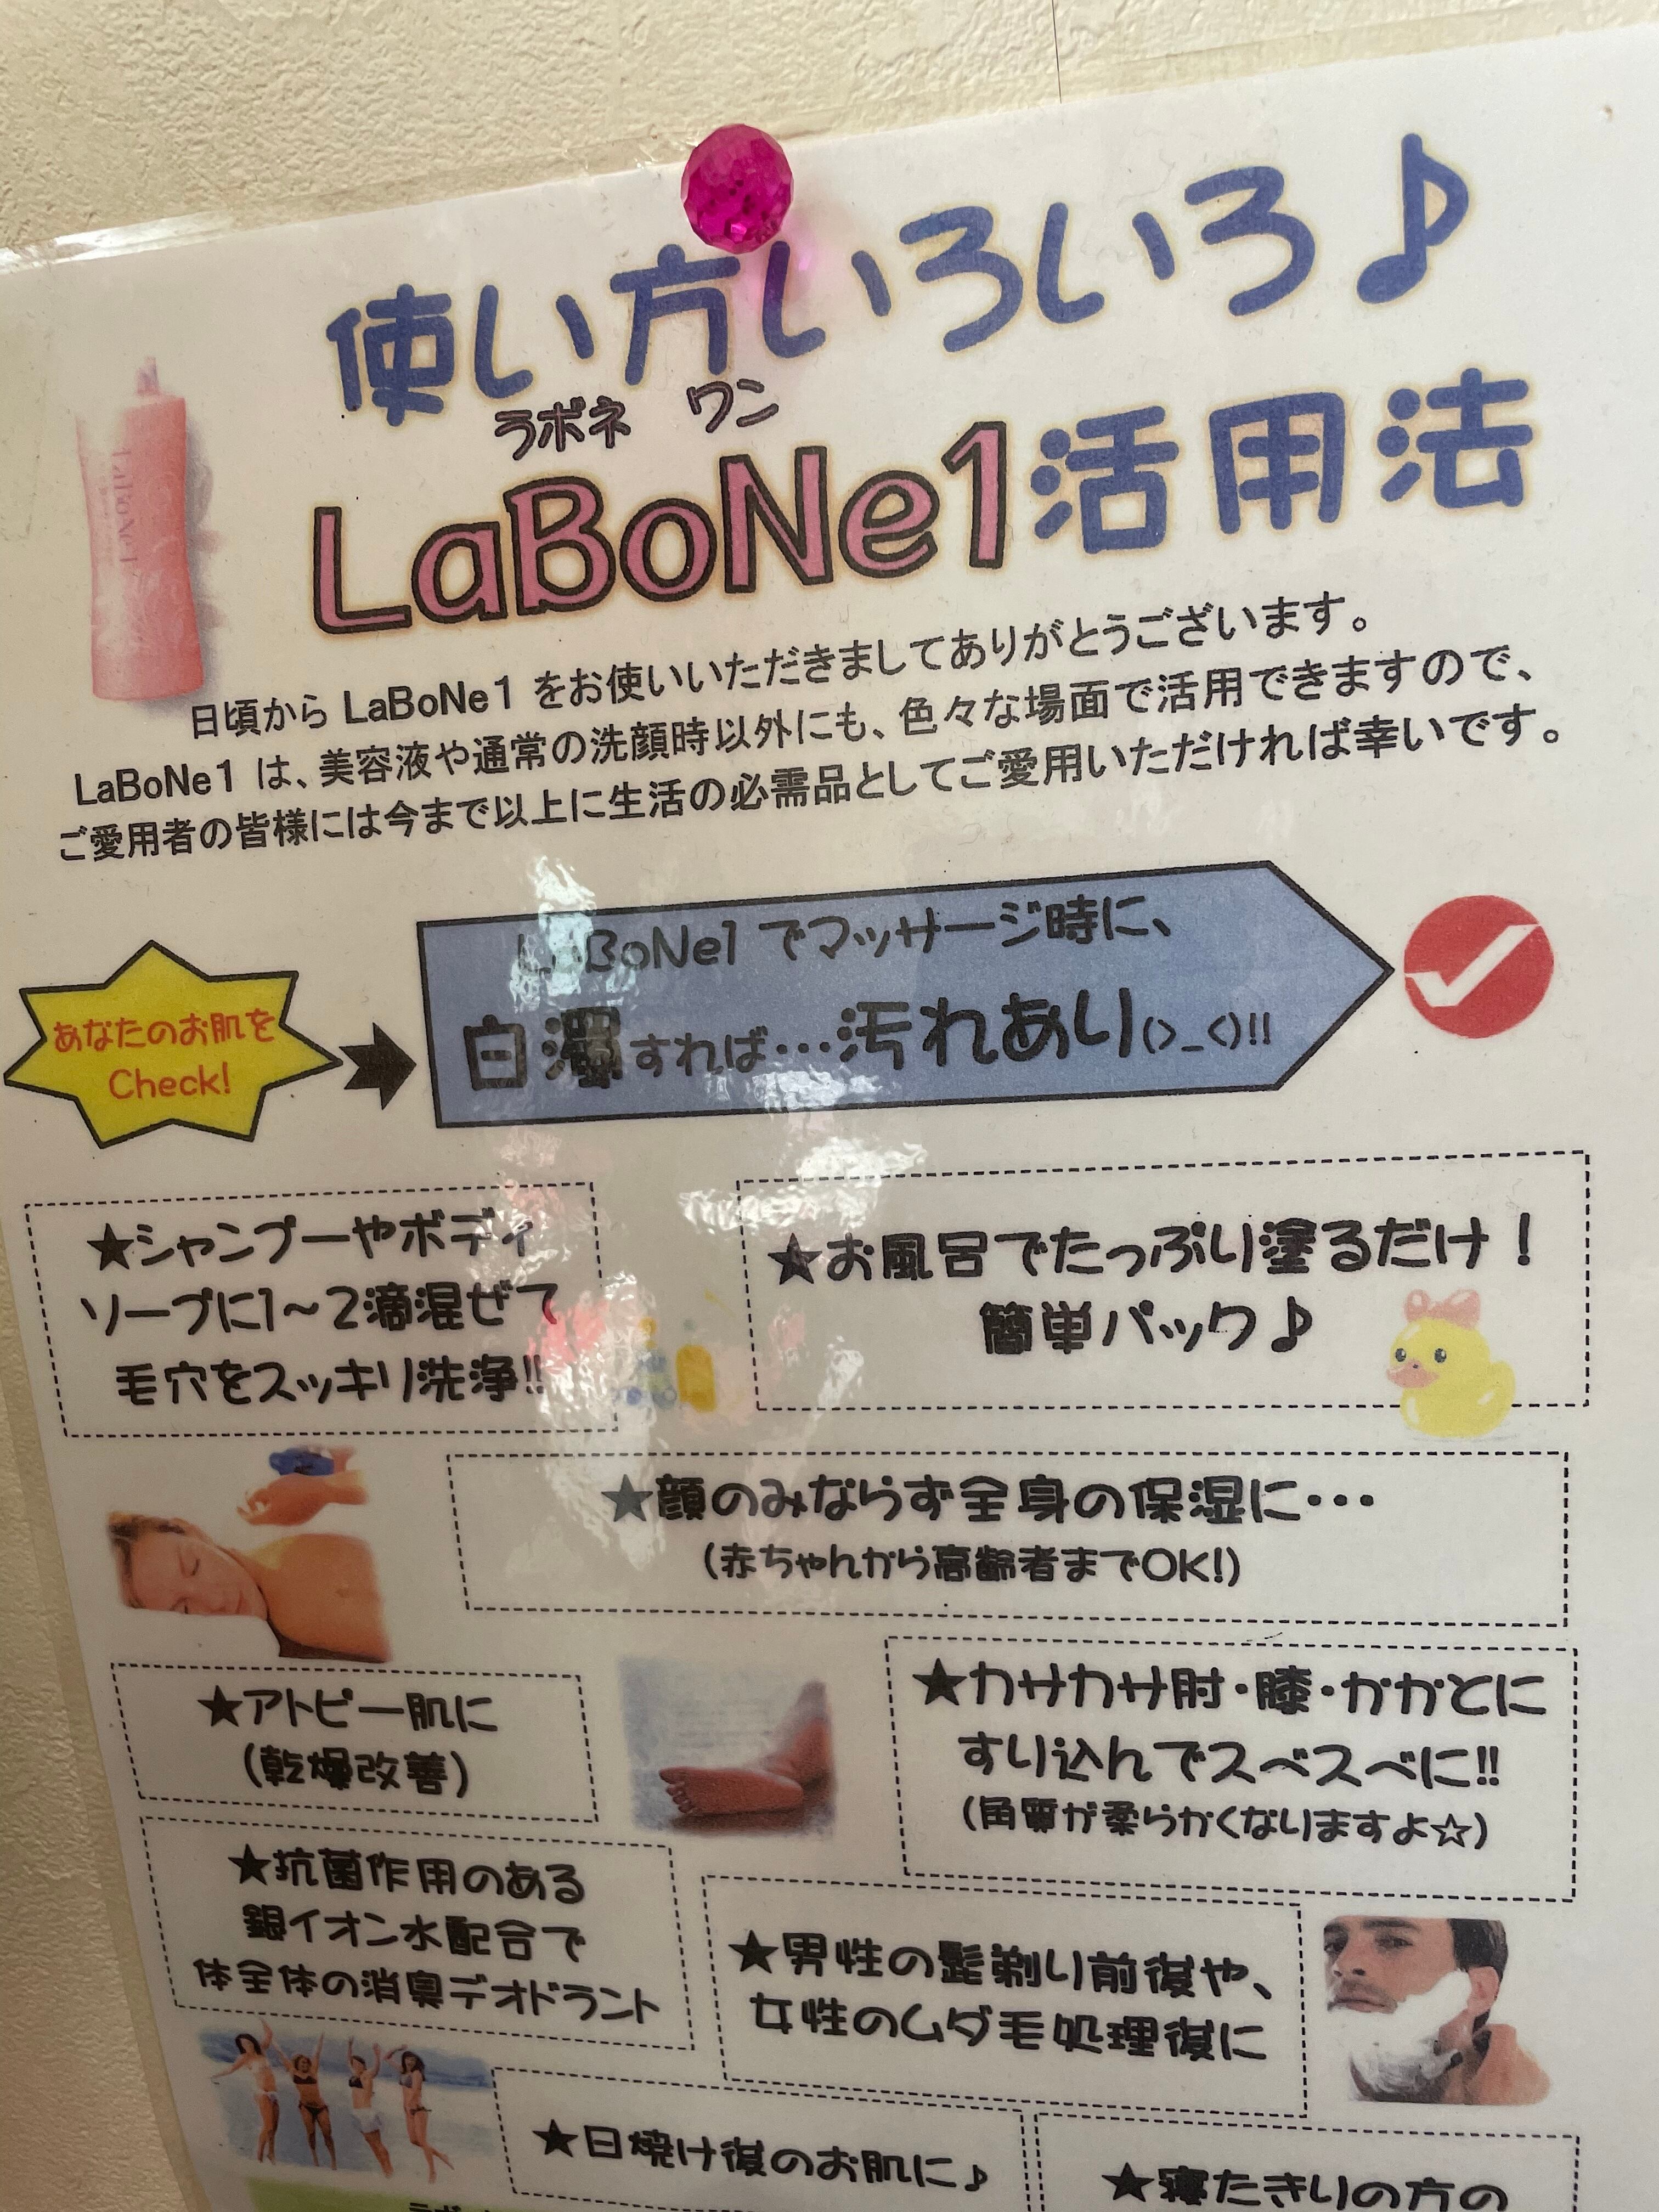 使い方いろいろ♪
ラボネ ワン
LaBoNe1活用法
日頃から LaBoNe1 をお使いいただきましてありがとうございます。
LaBoNe1 は、美容液や通常の洗顔時以外にも、色々な場面で活用できますので、
ご愛用者の皆様には今まで以上に生活の必需品としてご愛用いただければ幸いです。
あなたのお肌を
Check!
LaBoNe1 でマッサージ時に、
白濁すれば…汚れあり(>_<)!!
★シャンプーやボディ
ソープに1～2滴混ぜて
毛穴をスッキリ洗浄!!
★お風呂でたっぷり塗るだけ！
簡単パック♪
★顔のみならず全身の保湿に…
(赤ちゃんから高齢者までOK!)
★アトピー肌に
(乾燥改善)
★カサカサ肘・膝・かかとに
すり込んでスベスベに!!
(角質が柔らかくなりますよ☆)
★抗菌作用のある
銀イオン水配合で
体全体の消臭デオドラント
★男性の髭剃り前後や、
女性のムダ毛処理後に
★日焼け後のお肌に♪
★寝たきりの方の